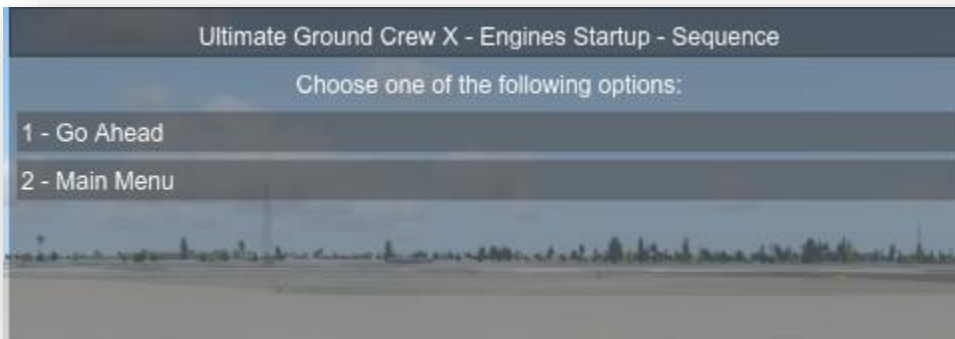 Ultimate Ground Crew X - Engines Startup - Sequence
Choose one of the following options:
1 - Go Ahead
2 - Main Menu